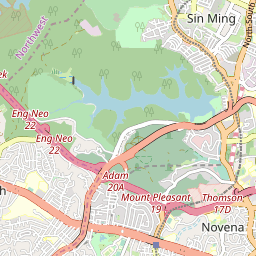 Sin Ming
Northwest
North-South
ek
Eng Neo
22
Eng Neo
22
Adam
20A
h
Mount Pleasant
19
Thomson
17D
Novena